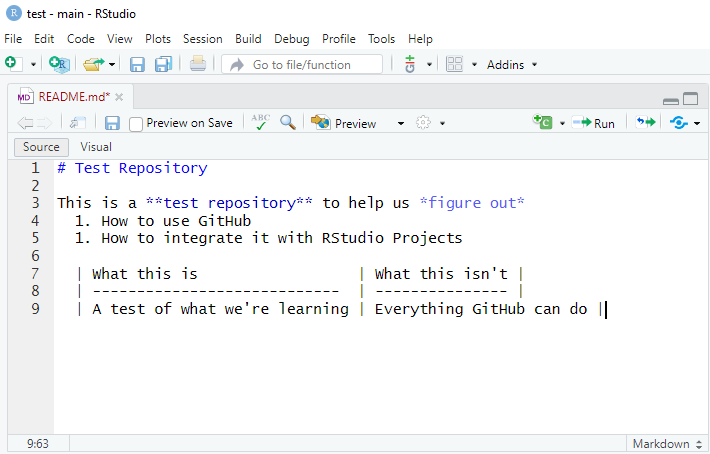 test - main - RStudio
File Edit Code View Plots Session Build Debug Profile Tools Help
Go to file/function Addins
README.md*
Preview on Save ABC Preview Run
Source Visual
1 # Test Repository
2
3 This is a **test repository** to help us *figure out*
4   1. How to use GitHub
5   1. How to integrate it with RStudio Projects
6
7   | What this is                  | What this isn't |
8   | ---------------------------- | --------------- |
9   | A test of what we're learning | Everything GitHub can do |
9:63 Markdown